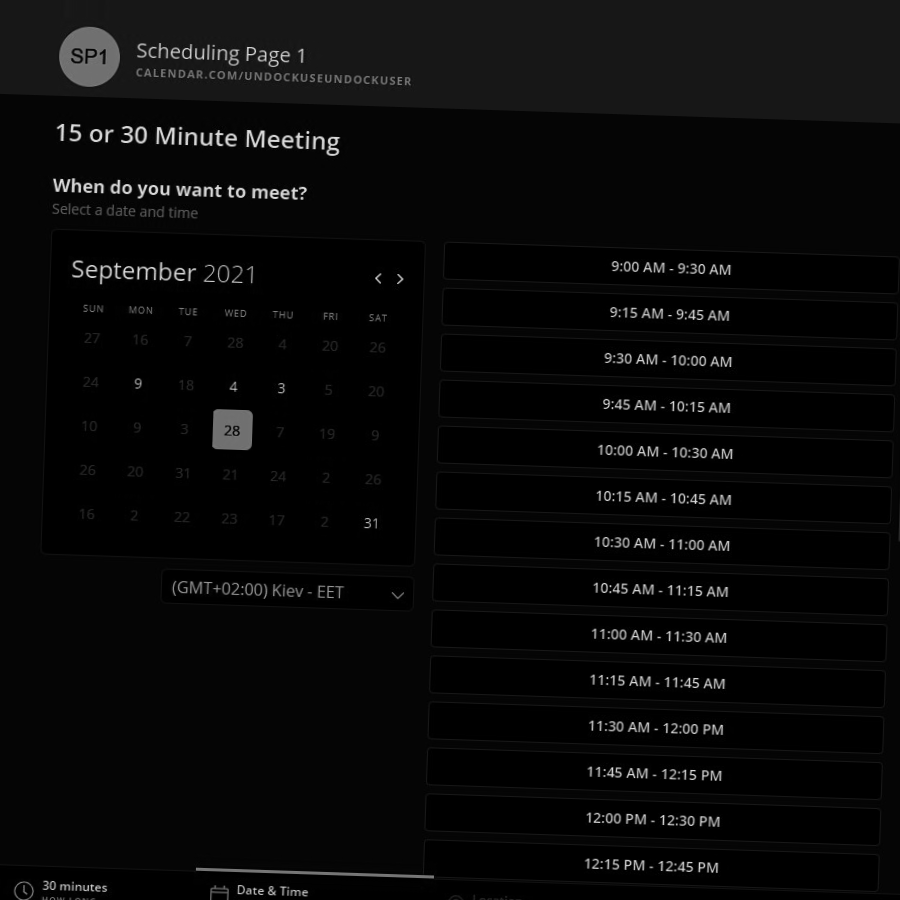 SP1
Scheduling Page 1
CALENDAR.COM/UNDOCKUSEUNDOCKUSER
15 or 30 Minute Meeting
When do you want to meet?
Select a date and time
September 2021
SUN MON TUE WED THU FRI SAT
27 16 7 28 4 20 26
24 9 18 4 3 5 20
10 9 3 28 7 19 9
26 20 31 21 24 2 26
16 2 22 23 17 2 31
(GMT+02:00) Kiev - EET
9:00 AM - 9:30 AM
9:15 AM - 9:45 AM
9:30 AM - 10:00 AM
9:45 AM - 10:15 AM
10:00 AM - 10:30 AM
10:15 AM - 10:45 AM
10:30 AM - 11:00 AM
10:45 AM - 11:15 AM
11:00 AM - 11:30 AM
11:15 AM - 11:45 AM
11:30 AM - 12:00 PM
11:45 AM - 12:15 PM
12:00 PM - 12:30 PM
12:15 PM - 12:45 PM
30 minutes
HOW LONG
Date & Time